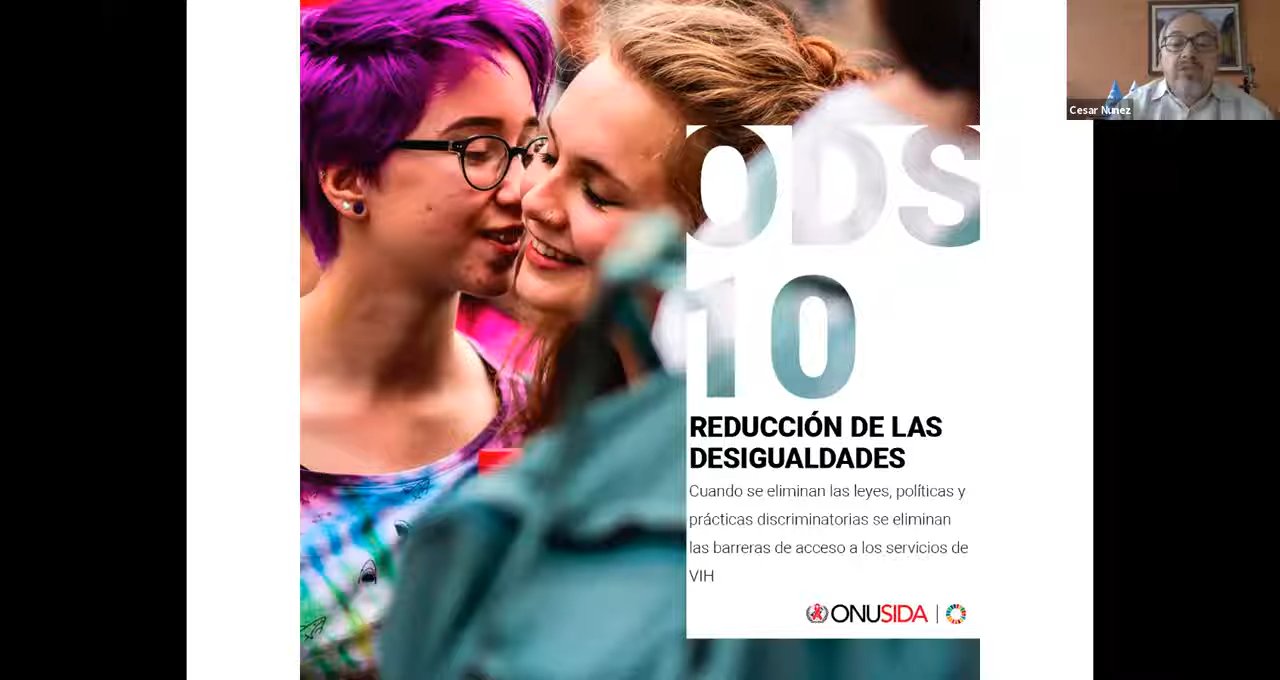 Cesar Nunez
ODS
10
REDUCCIÓN DE LAS
DESIGUALDADES
Cuando se eliminan las leyes, políticas y
prácticas discriminatorias se eliminan
las barreras de acceso a los servicios de
VIH
ONUSIDA